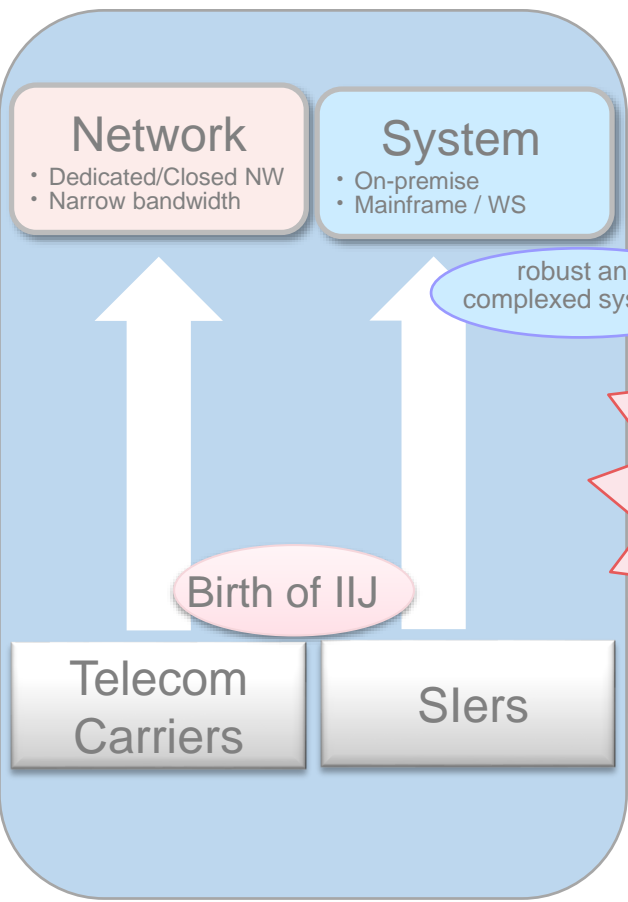 Network
・Dedicated/Closed NW
・Narrow bandwidth
System
・On-premise
・Mainframe / WS
robust an
complexed sys
Birth of IIJ
Telecom
Carriers
SIers